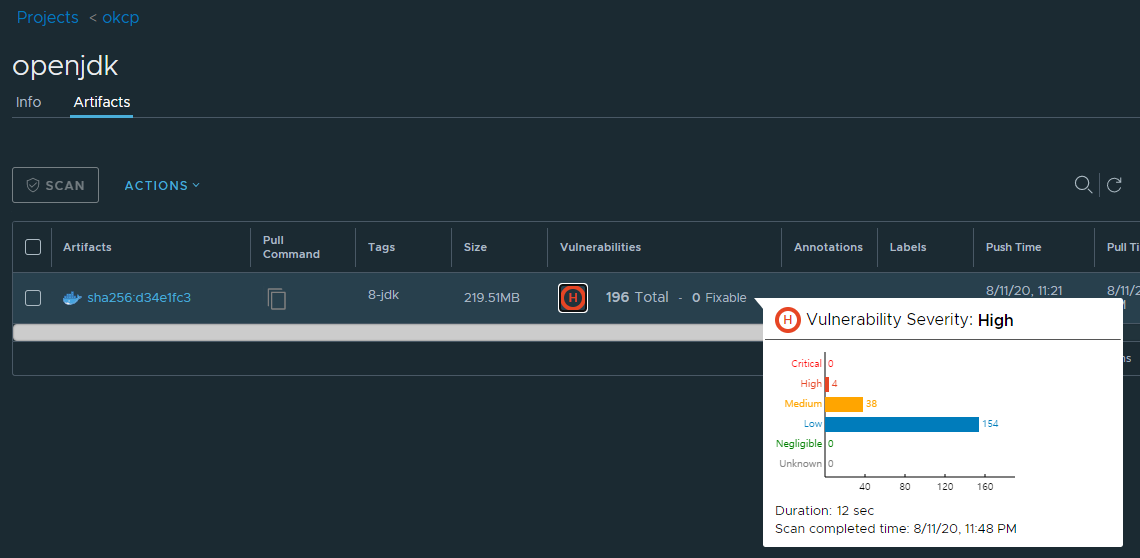 Projects < okcp
openjdk
Info Artifacts
SCAN ACTIONS
Artifacts Pull Command Tags Size Vulnerabilities Annotations Labels Push Time Pull Ti
sha256:d34e1fc3 8-jdk 219.51MB H 196 Total - 0 Fixable 8/11/20, 11:21 8/11/2
H Vulnerability Severity: High
Critical 0
High 4
Medium 38
Low 154
Negligible 0
Unknown 0
40 80 120 160
Duration: 12 sec
Scan completed time: 8/11/20, 11:48 PM